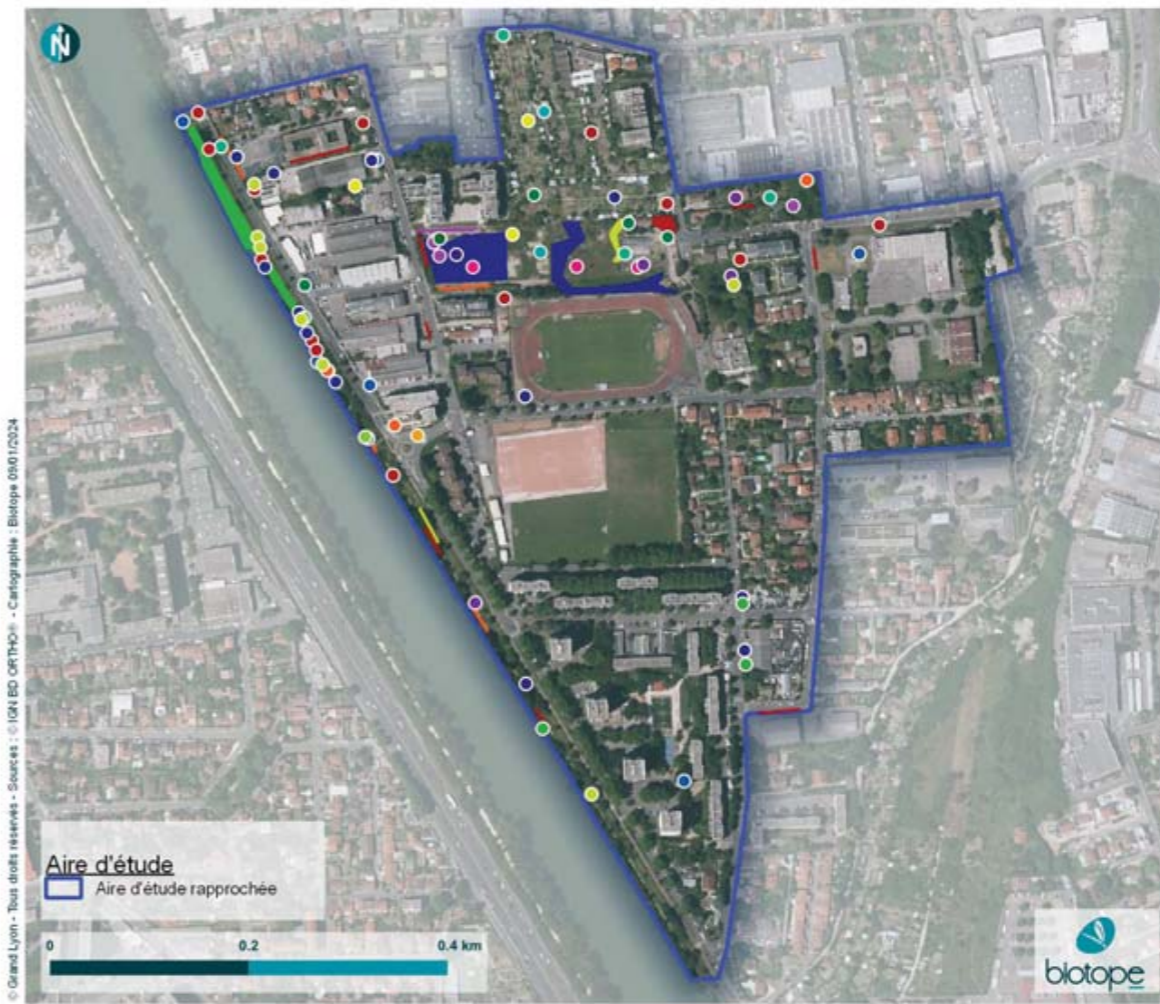 N
© Grand Lyon - Tous droits réservés - Sources : © IGN BD ORTHO® - Cartographie : Biotope 09/01/2024
Aire d'étude
Aire d'étude rapprochée
0 0.2 0.4 km
biotope